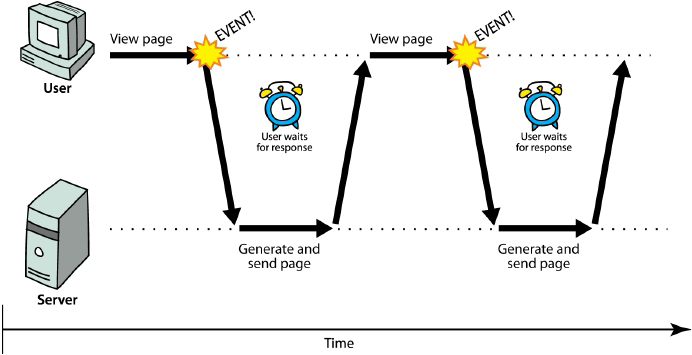 View page
EVENT!
View page
EVENT!
User
User waits
for response
User waits
for response
Generate and
send page
Generate and
send page
Server
Time